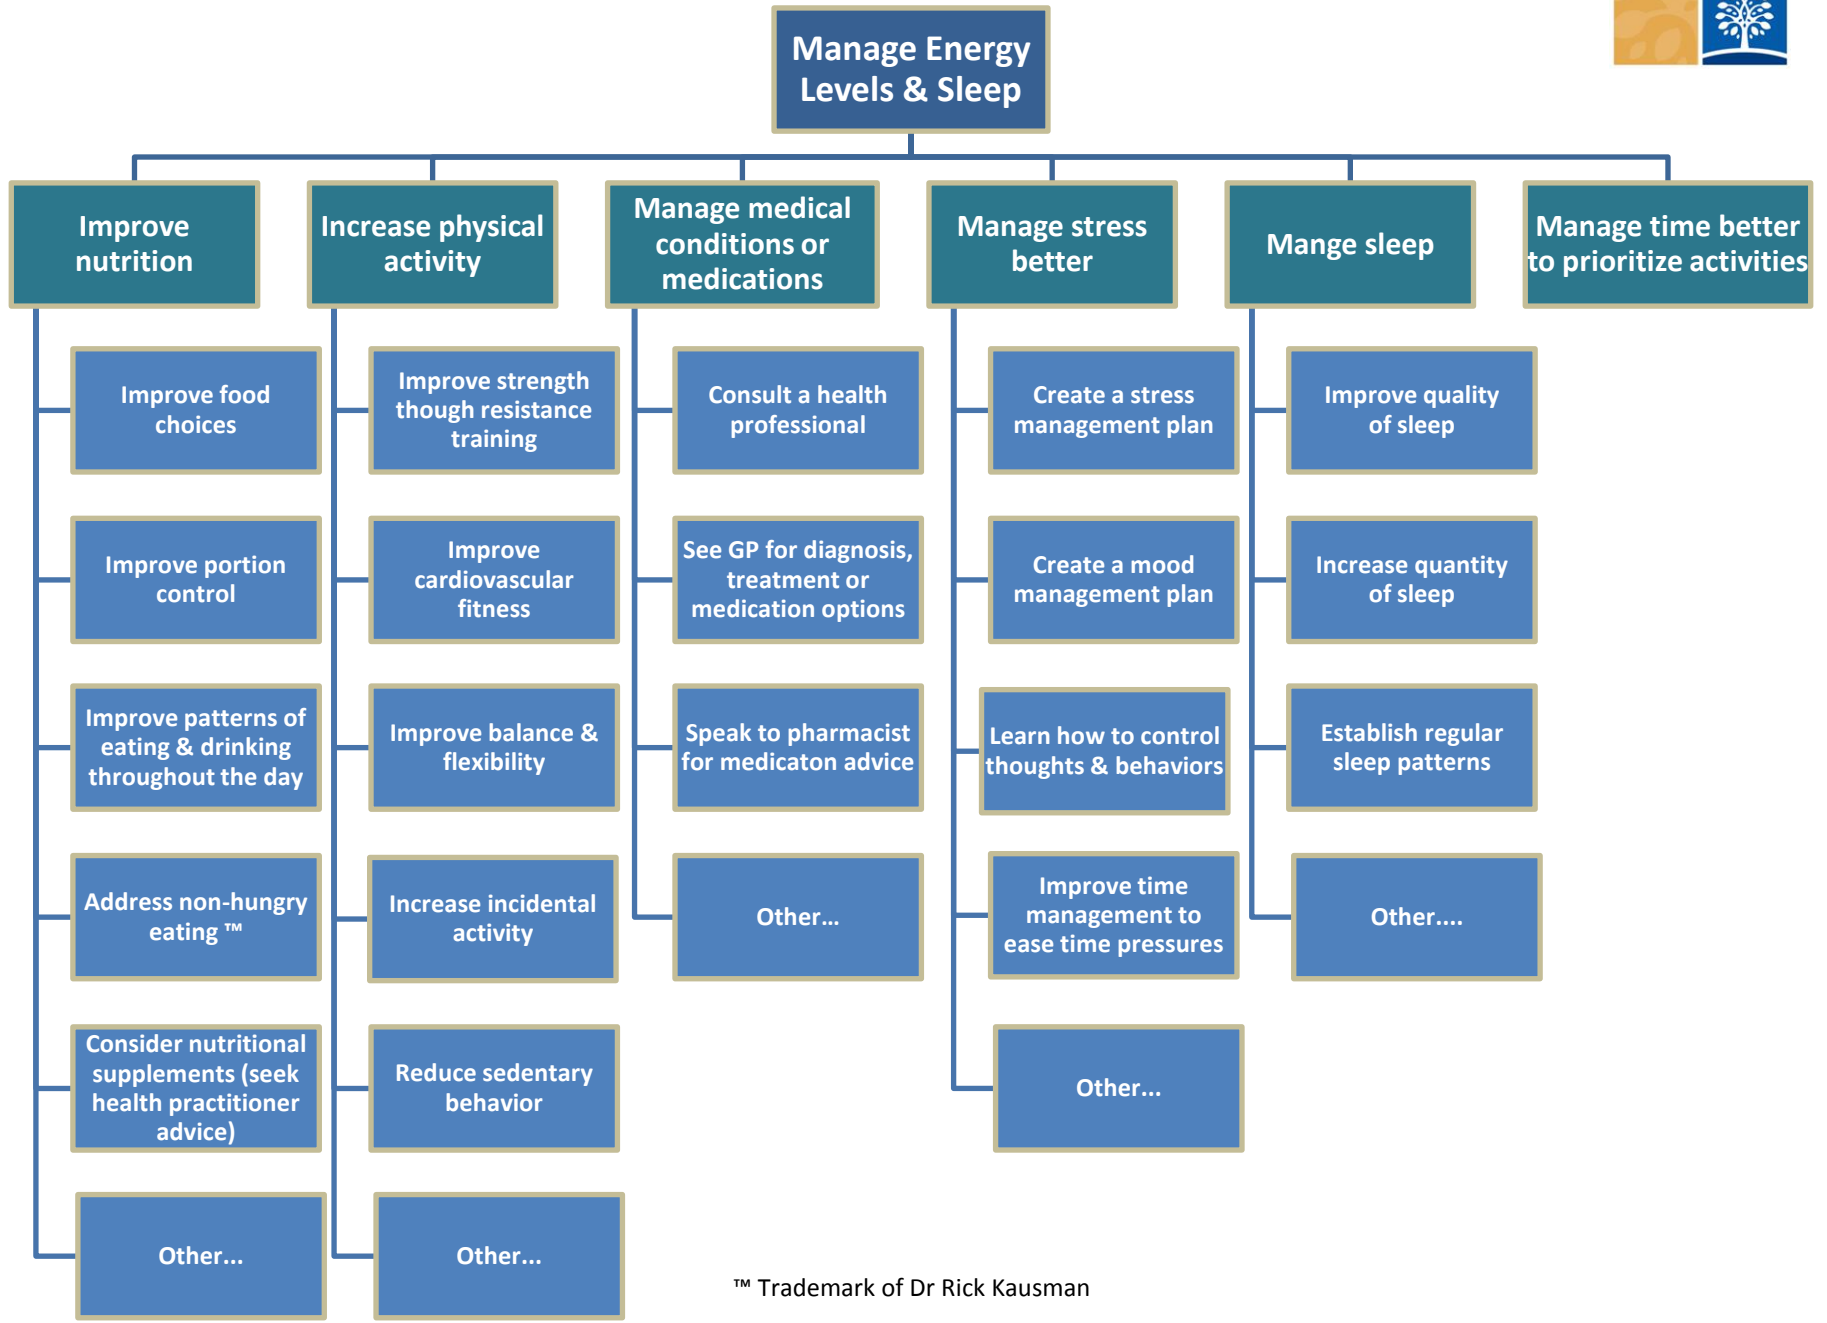 Manage Energy
Levels & Sleep
Improve
nutrition
Increase physical
activity
Manage medical
conditions or
medications
Manage stress
better
Mange sleep
Manage time better
to prioritize activities
Improve food
choices
Improve portion
control
Improve patterns of
eating & drinking
throughout the day
Address non-hungry
eating ™
Consider nutritional
supplements (seek
health practitioner
advice)
Other...
Improve strength
though resistance
training
Improve
cardiovascular
fitness
Improve balance &
flexibility
Increase incidental
activity
Reduce sedentary
behavior
Other...
Consult a health
professional
See GP for diagnosis,
treatment or
medication options
Speak to pharmacist
for medicaton advice
Other...
Create a stress
management plan
Create a mood
management plan
Learn how to control
thoughts & behaviors
Improve time
management to
ease time pressures
Other...
Improve quality
of sleep
Increase quantity
of sleep
Establish regular
sleep patterns
Other....
™ Trademark of Dr Rick Kausman